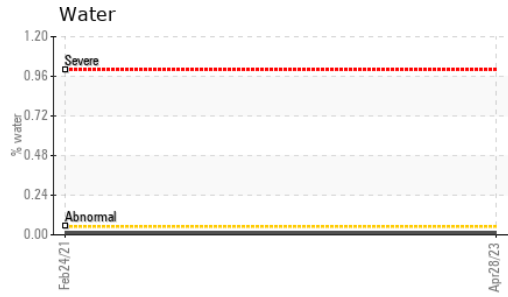 Water
1.20
Severe
0.96
0.72
% water
0.48
0.24
Abnormal
0.00
Feb24/21
Apr28/23